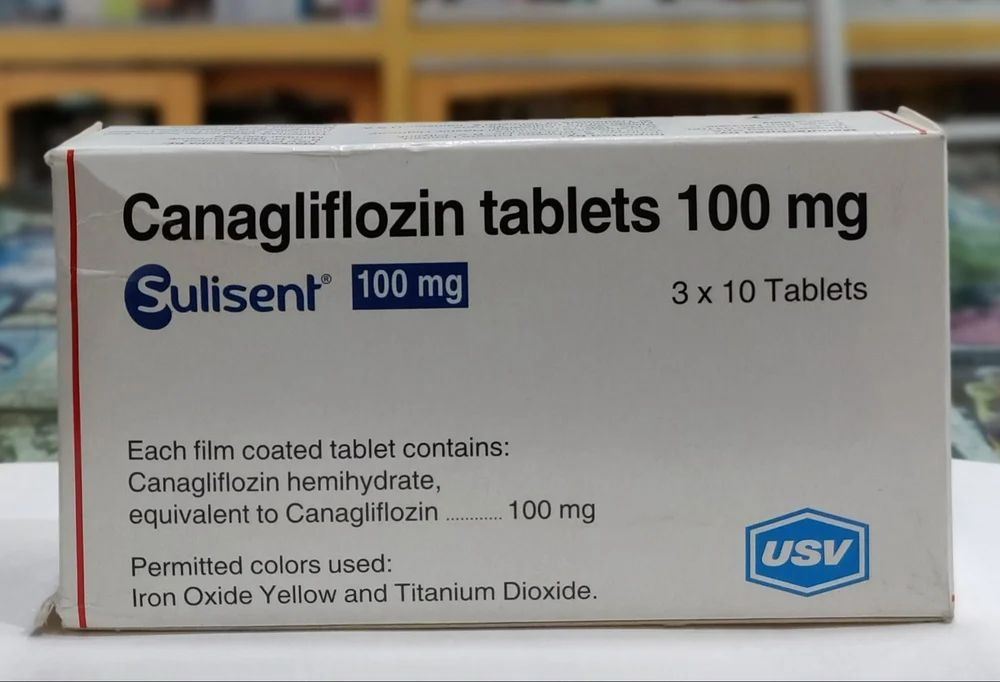 Canagliflozin tablets 100 mg
Sulisent® 100 mg
3 x 10 Tablets
Each film coated tablet contains:
Canagliflozin hemihydrate,
equivalent to Canagliflozin ............ 100 mg
Permitted colors used:
Iron Oxide Yellow and Titanium Dioxide.
USV